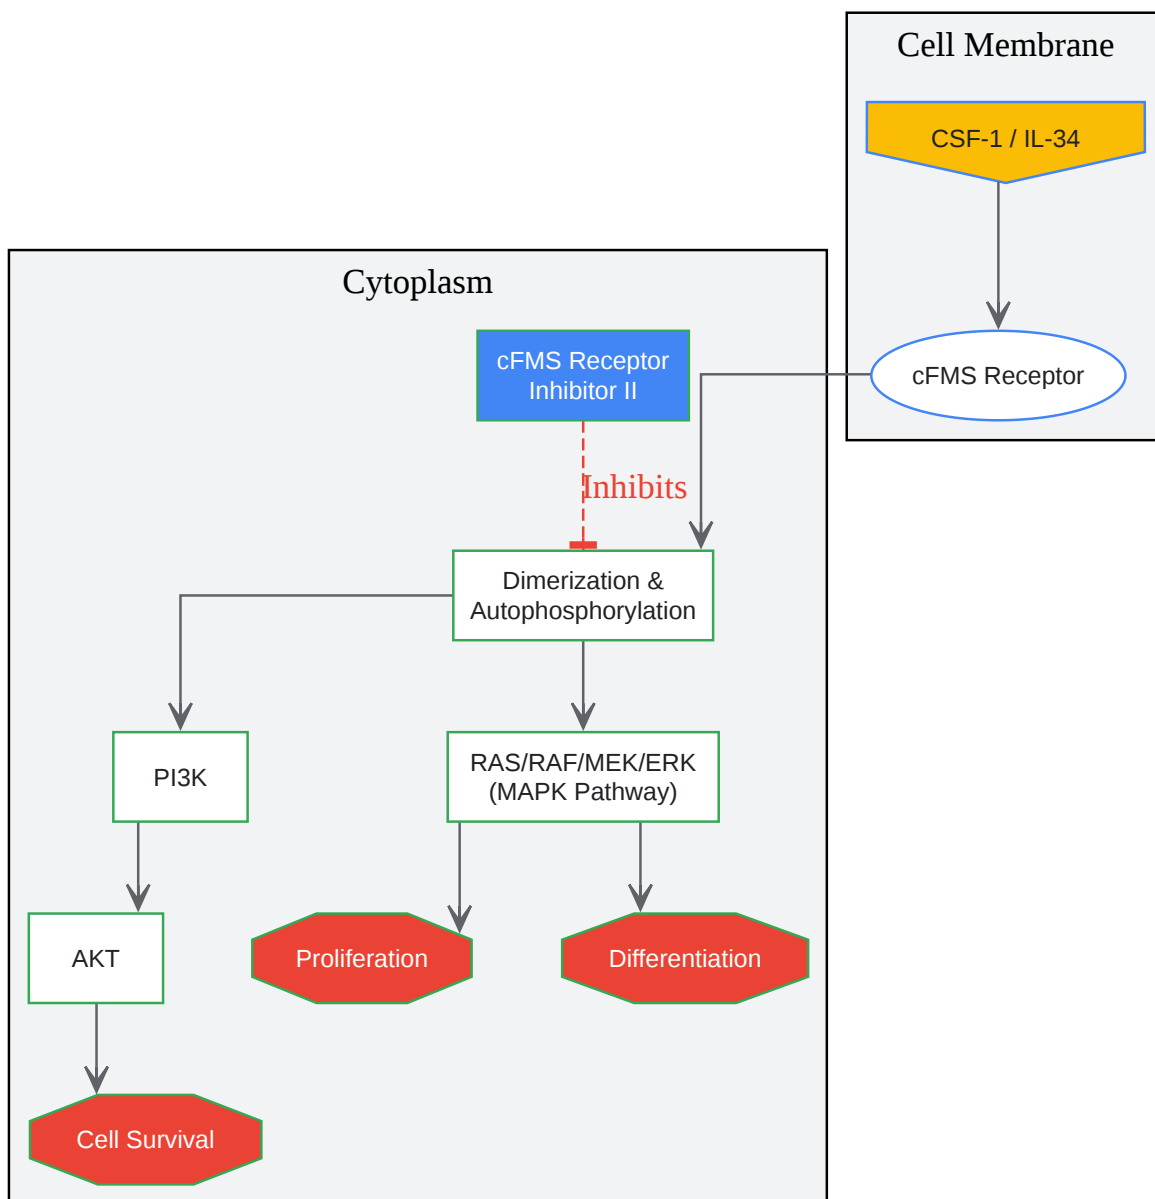 Cell Membrane
CSF-1 / IL-34
cFMS Receptor
Cytoplasm
cFMS Receptor
Inhibitor II
Inhibits
Dimerization &
Autophosphorylation
PI3K
RAS/RAF/MEK/ERK
(MAPK Pathway)
AKT
Proliferation
Differentiation
Cell Survival